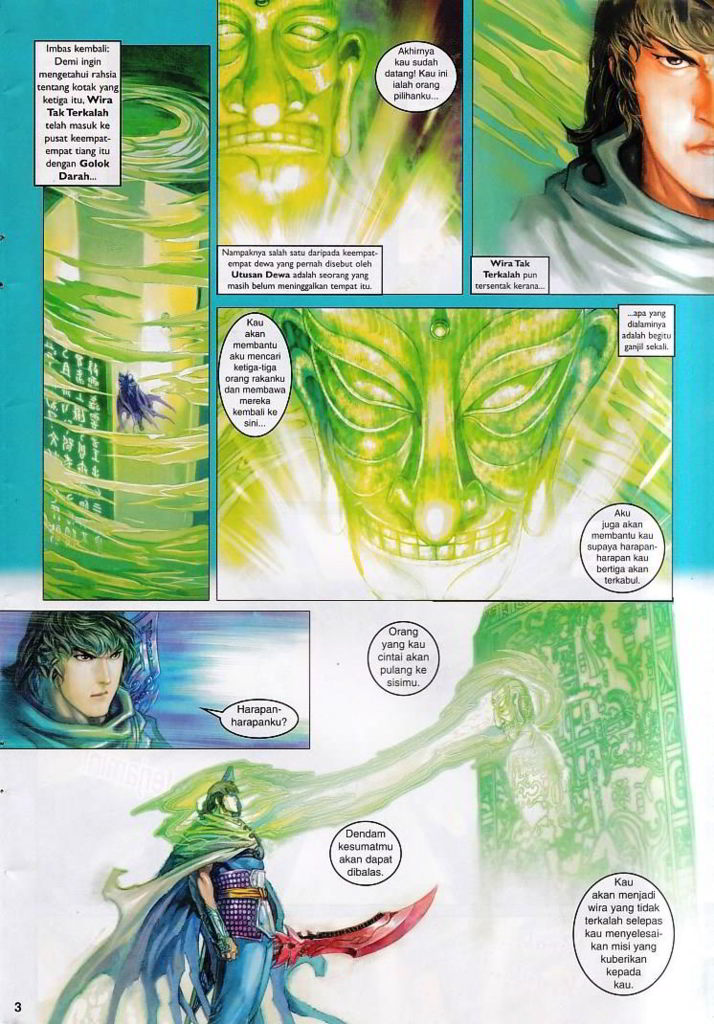 Imbas kembali:
Demi ingin
mengetahui rahsia
tentang kotak yang
ketiga itu, Wira
Tak Terkalah
telah masuk ke
pusat keempat-
empat tiang itu
dengan Golok
Darah...
Akhirnya
kau sudah
datang! Kau ini
ialah orang
pilihanku...
Nampaknya salah satu daripada keempat-
empat dewa yang pernah disebut oleh
Utusan Dewa adalah seorang yang
masih belum meninggalkan tempat itu.
Wira Tak
Terkalah pun
tersentak kerana...
...apa yang
dialaminya
adalah begitu
ganjil sekali.
Kau
akan
membantu
aku mencari
ketiga-tiga
orang rakanku
dan membawa
mereka
kembali ke
sini...
Aku
juga akan
membantu kau
supaya harapan-
harapan kau
bertiga akan
terkabul.
Harapan-
harapanku?
Orang
yang kau
cintai akan
pulang ke
sisimu.
Dendam
kesumatmu
akan dapat
dibalas.
Kau
akan menjadi
wira yang tidak
terkalah selepas
kau menyelesai-
kan misi yang
kuberikan
kepada
kau.
3